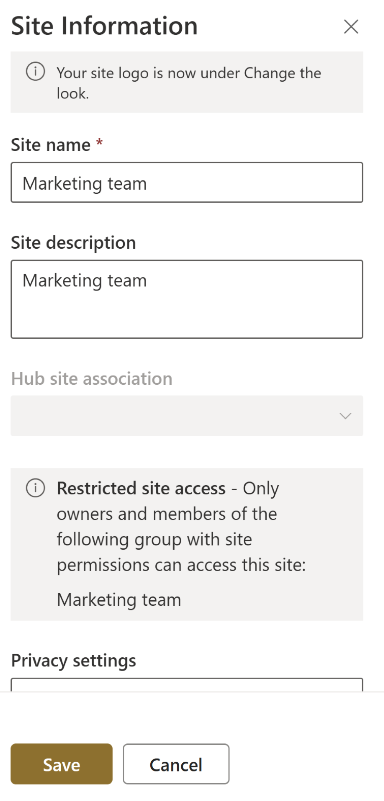 Site Information
Your site logo is now under Change the
look.
Site name *
Marketing team
Site description
Marketing team
Hub site association
Restricted site access - Only
owners and members of the
following group with site
permissions can access this site:
Marketing team
Privacy settings
Save
Cancel